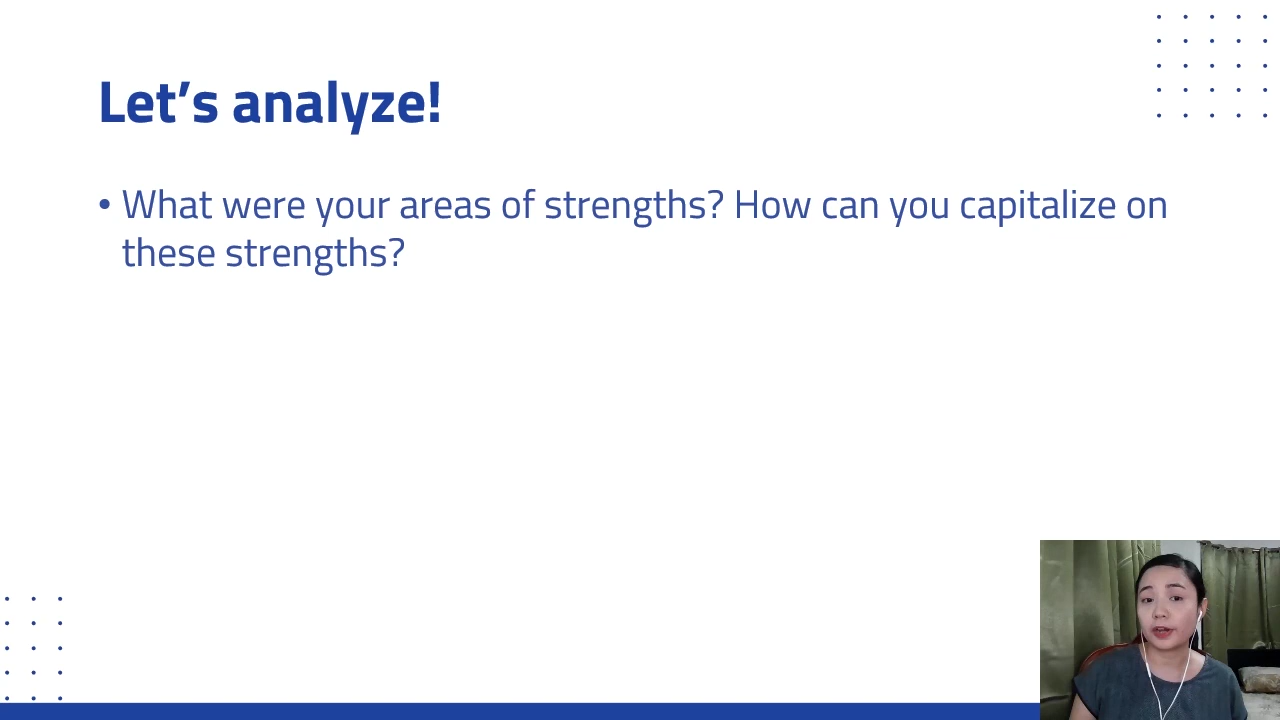 Let’s analyze!
• What were your areas of strengths? How can you capitalize on
these strengths?